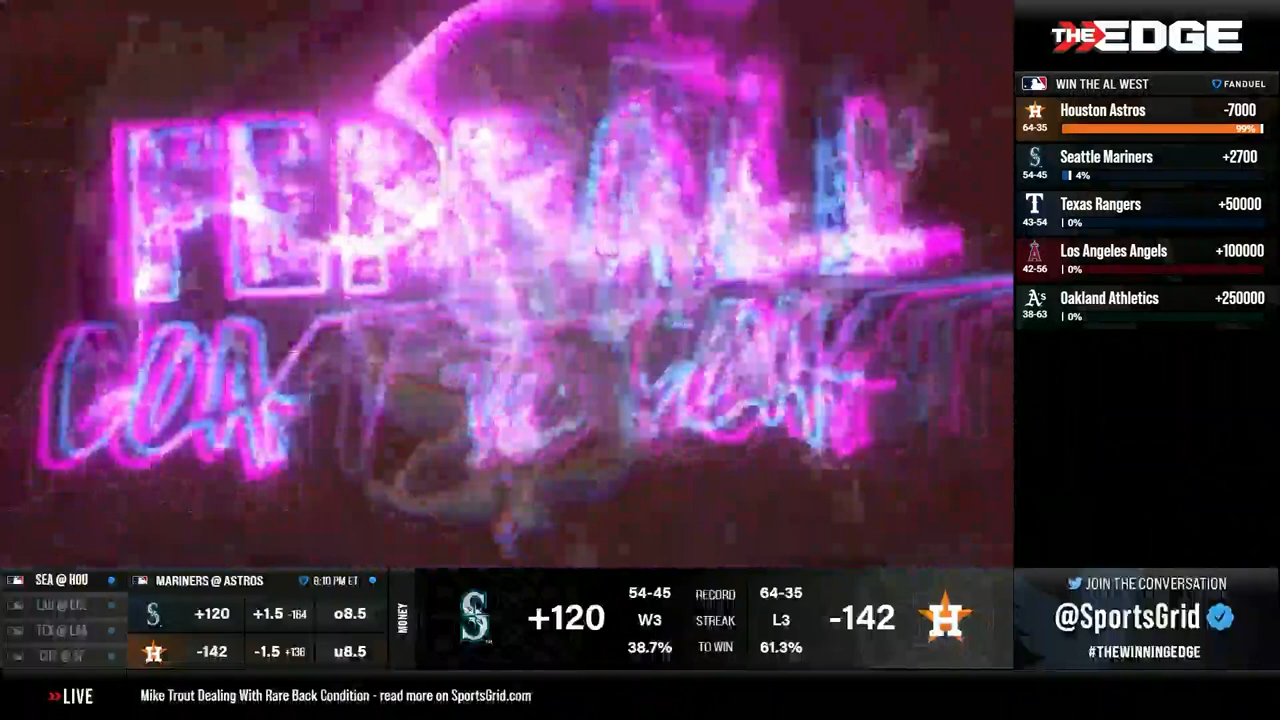 THE EDGE
WIN THE AL WEST FANDUEL
Houston Astros -7000
64-35 99%
Seattle Mariners +2700
54-45 4%
Texas Rangers +50000
43-54 0%
Los Angeles Angels +100000
42-56 0%
Oakland Athletics +250000
38-63 0%
JOIN THE CONVERSATION
@SportsGrid
#THEWINNINGEDGE
SEA @ HOU
MARINERS @ ASTROS 8:10 PM ET
+120 +1.5 -164 o8.5
-142 -1.5 +138 u8.5
MONEY
+120
54-45 RECORD 64-35
W3 STREAK L3
38.7% TO WIN 61.3%
-142
LIVE
Mike Trout Dealing With Rare Back Condition - read more on SportsGrid.com